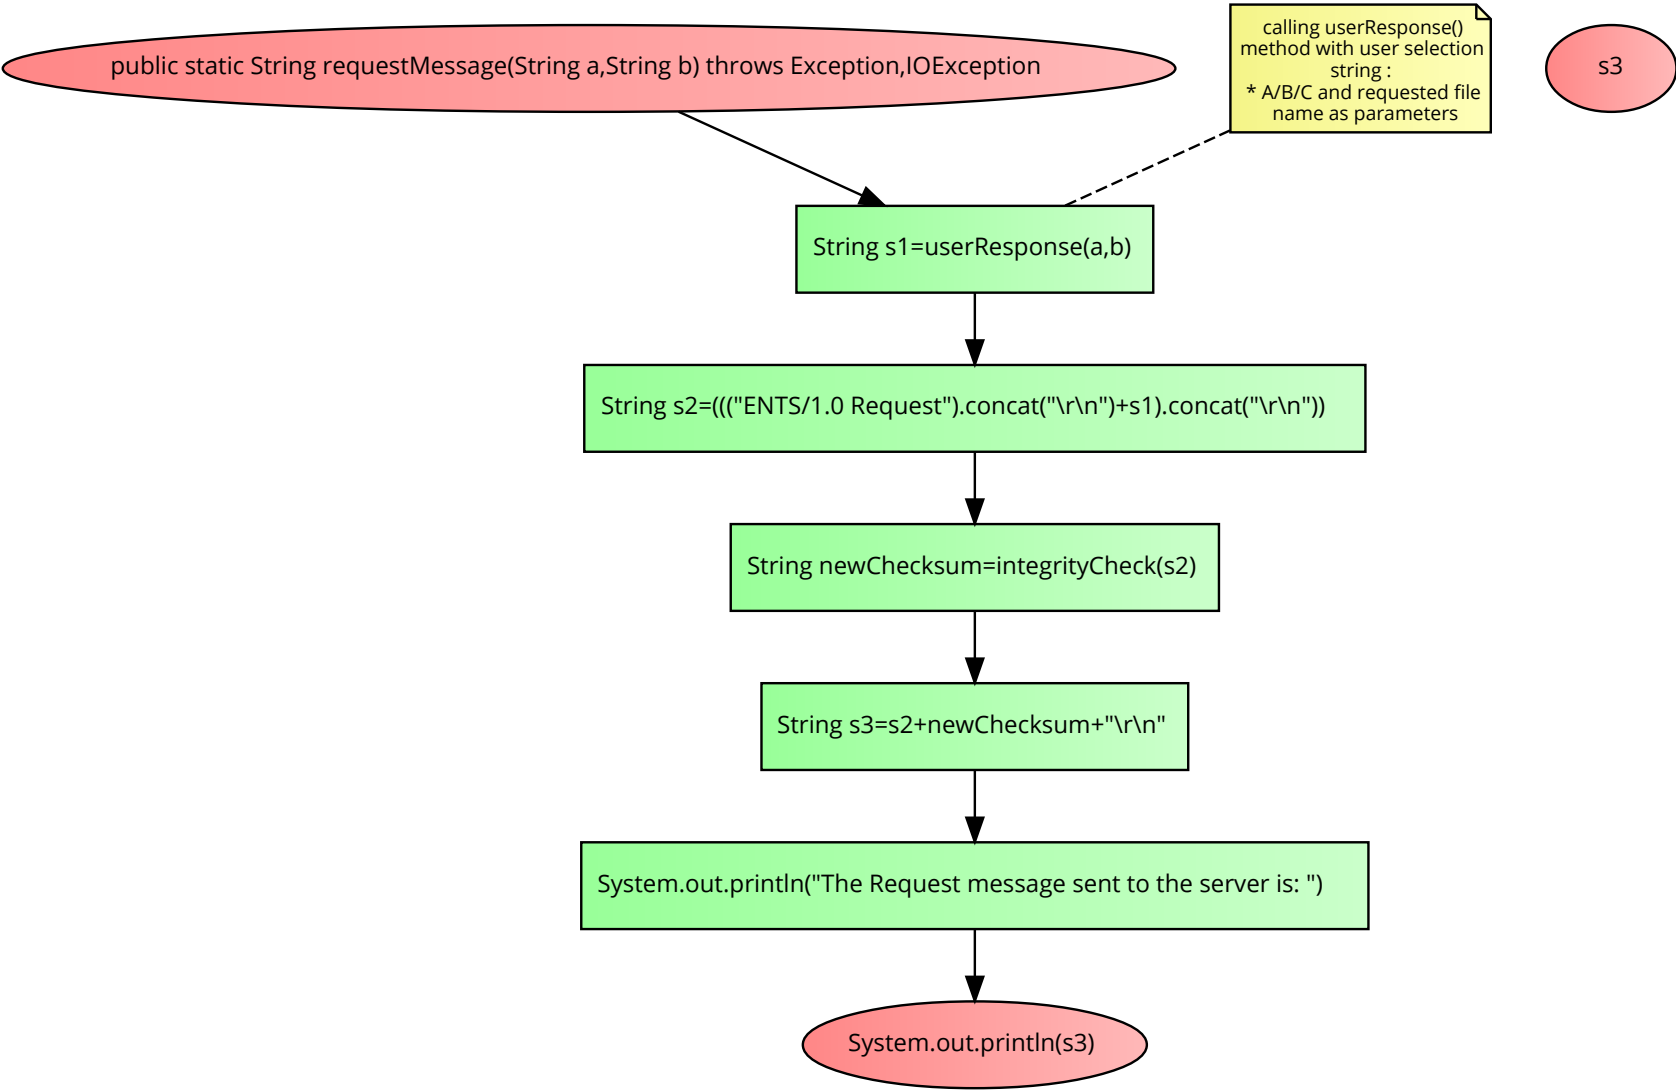 public static String requestMessage(String a,String b) throws Exception,IOException
calling userResponse()
method with user selection
string :
* A/B/C and requested file
name as parameters
s3
String s1=userResponse(a,b)
String s2=((("ENTS/1.0 Request").concat("\r\n")+s1).concat("\r\n"))
String newChecksum=integrityCheck(s2)
String s3=s2+newChecksum+"\r\n"
System.out.println("The Request message sent to the server is: ")
System.out.println(s3)